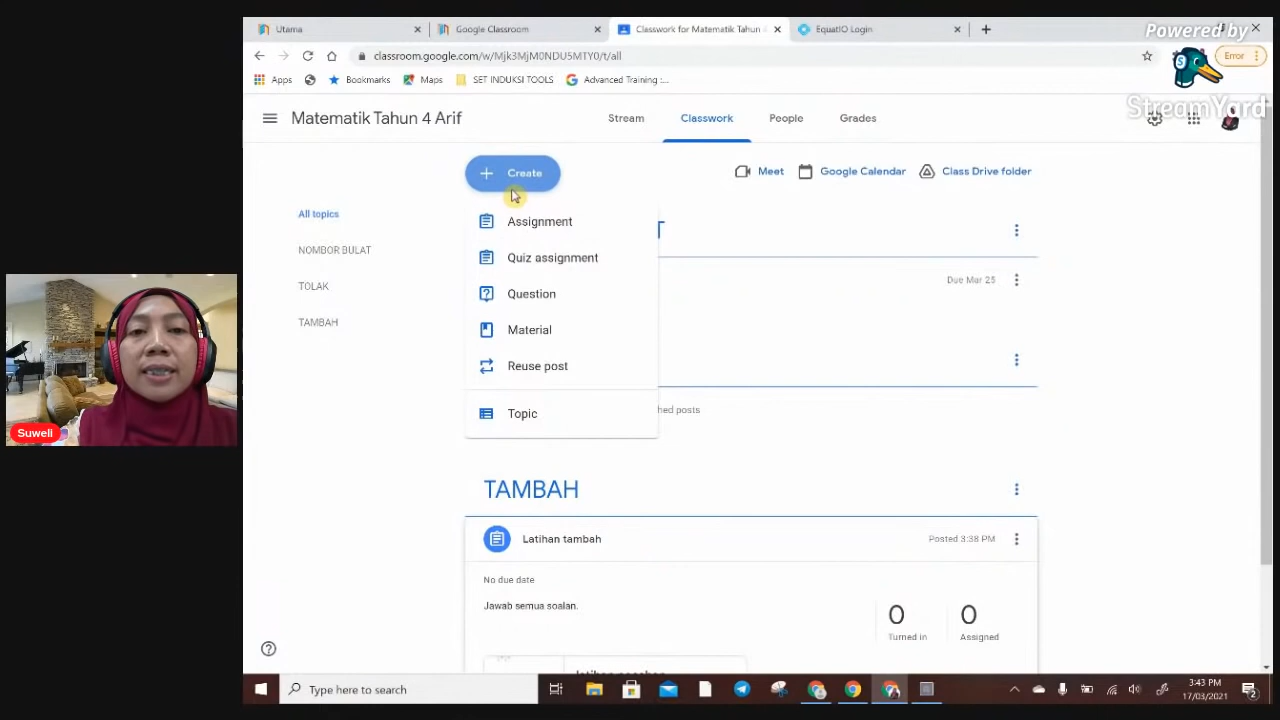 Utama
Google Classroom
Classwork for Matematik Tahun 4
EquatIO Login
Powered by
classroom.google.com/w/Mjk3MjM0NDU5MTY0/t/all
Error
Apps
Bookmarks
Maps
SET INDUKSI TOOLS
Advanced Training :...
S
StreamYard
Matematik Tahun 4 Arif
Stream
Classwork
People
Grades
Create
Meet
Google Calendar
Class Drive folder
All topics
NOMBOR BULAT
TOLAK
TAMBAH
Assignment
Quiz assignment
Question
Material
Reuse post
Topic
T
Due Mar 25
hed posts
TAMBAH
Latihan tambah
Posted 3:38 PM
No due date
Jawab semua soalan.
0
Turned in
0
Assigned
Suweli
Type here to search
3:43 PM
17/03/2021
2